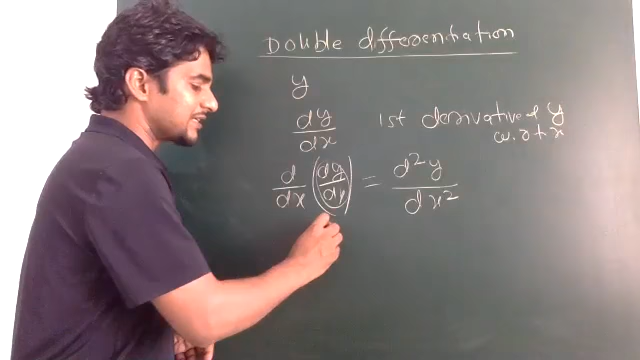 Double differentiation
y
dy/dx 1st derivative of y
w.r.t x
d/dx (dy/dx) = d²y/dx²